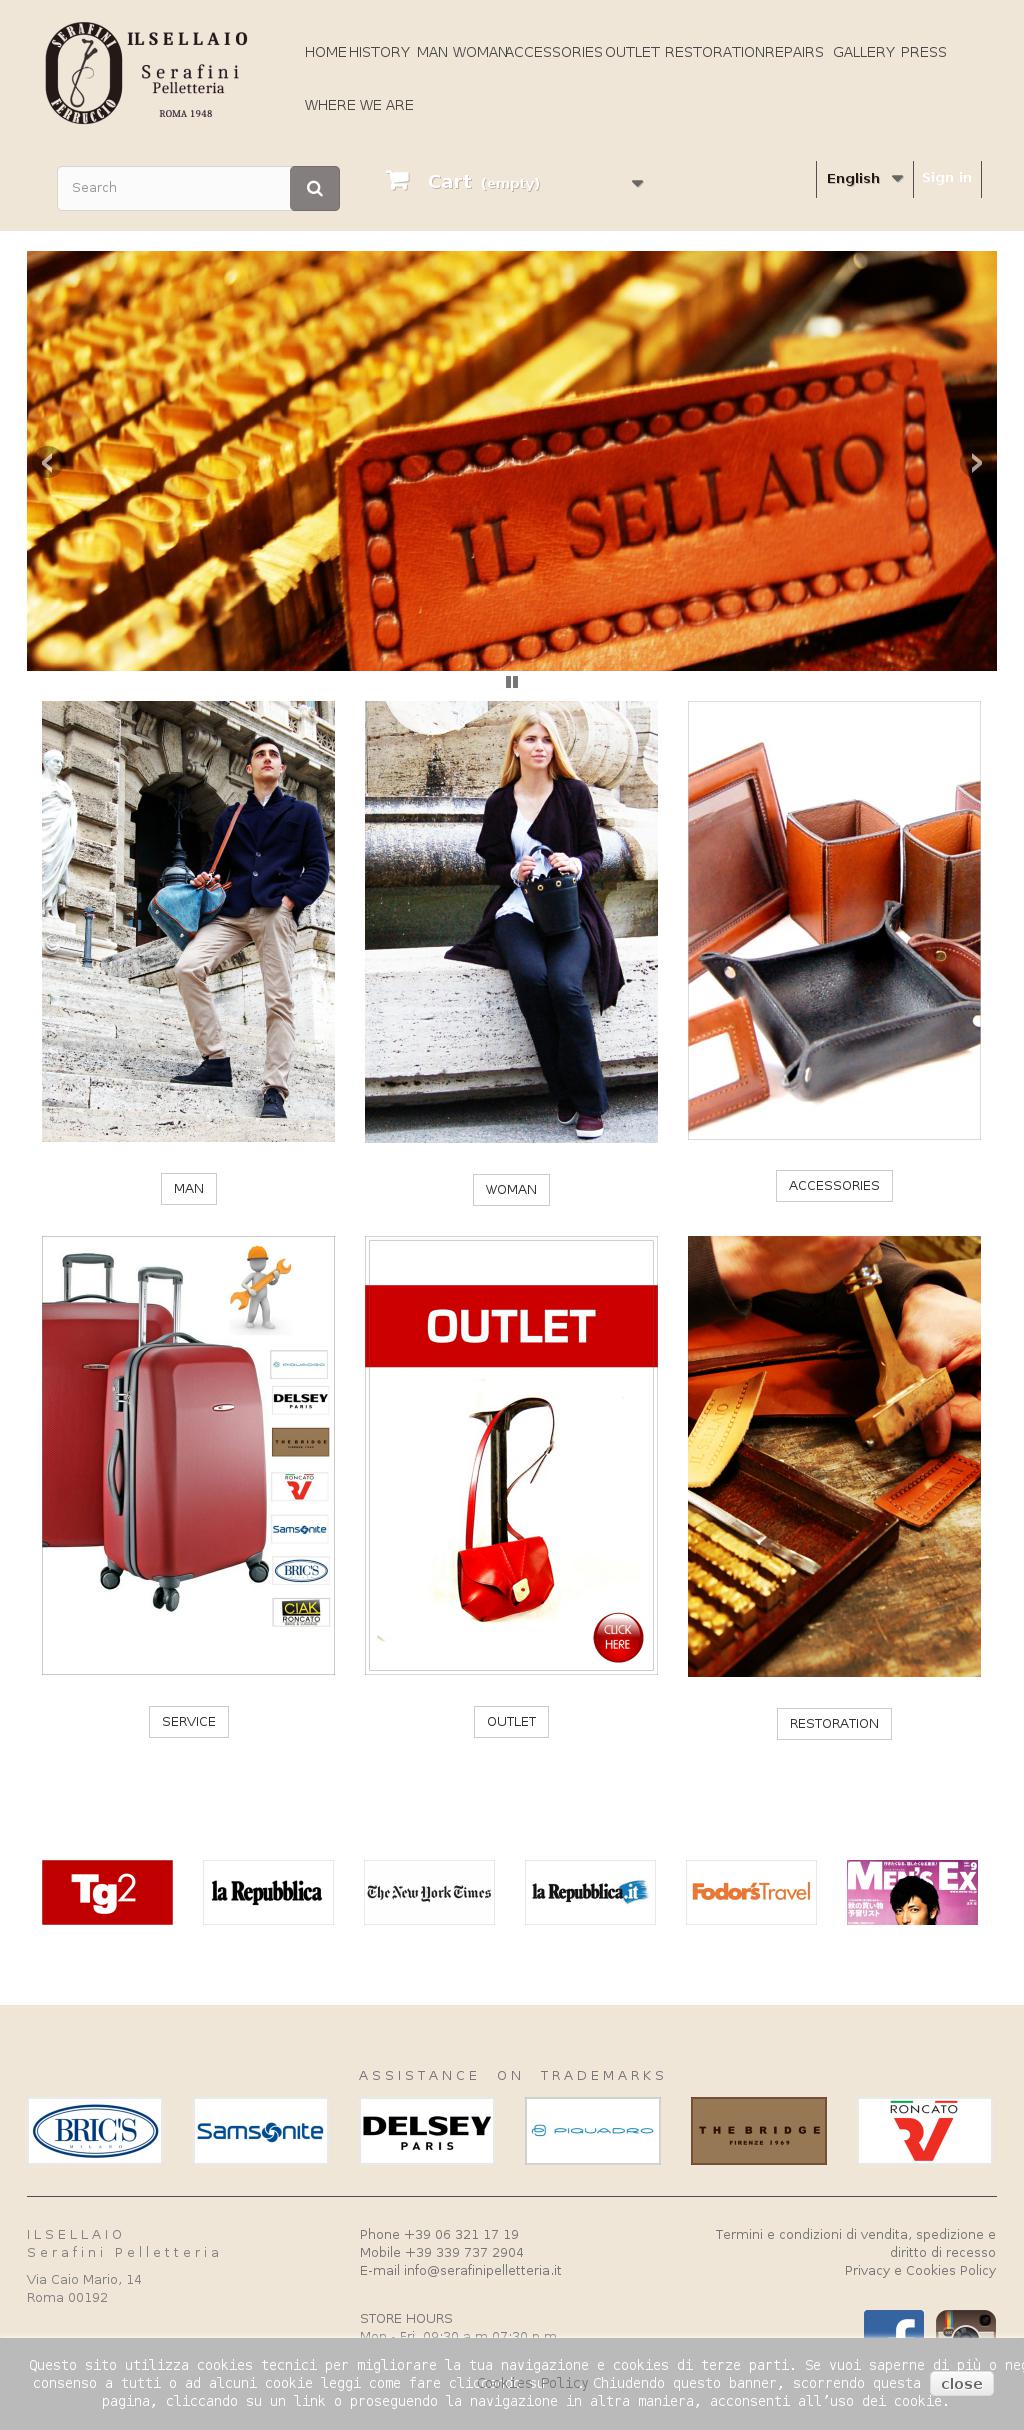 SERAFINI
FERRUCCIO
ILSELLAIO
Serafini
Pelletteria
ROMA 1948
HOME HISTORY MAN WOMAN ACCESSORIES OUTLET RESTORATION REPAIRS GALLERY PRESS
WHERE WE ARE
Search
Cart (empty)
English
Sign in
IL SELLAIO
MAN
WOMAN
ACCESSORIES
PIQUADRO
DELSEY
PARIS
THE BRIDGE
FIRENZE 1969
RONCATO
RV
Samsonite
BRIC'S
CIAK
RONCATO
OUTLET
CLICK
HERE
SERVICE
OUTLET
RESTORATION
Tg2
la Repubblica
The New York Times
la Repubblica.it
Fodor's Travel
MEN'S EX
9
ASSISTANCE ON TRADEMARKS
BRIC'S
MILANO
Samsonite
DELSEY
PARIS
PIQUADRO
THE BRIDGE
FIRENZE 1969
RONCATO
RV
ILSELLAIO
Serafini Pelletteria
Via Caio Mario, 14
Roma 00192
Phone +39 06 321 17 19
Mobile +39 339 737 2904
E-mail info@serafinipelletteria.it
STORE HOURS
Mon - Fri 09:30 a.m 07:30 p.m
Termini e condizioni di vendita, spedizione e
diritto di recesso
Privacy e Cookies Policy
Questo sito utilizza cookies tecnici per migliorare la tua navigazione e cookies di terze parti. Se vuoi saperne di più o neg
consenso a tutti o ad alcuni cookie leggi come fare cliccando su Cookies Policy Chiudendo questo banner, scorrendo questa
pagina, cliccando su un link o proseguendo la navigazione in altra maniera, acconsenti all’uso dei cookie.
close